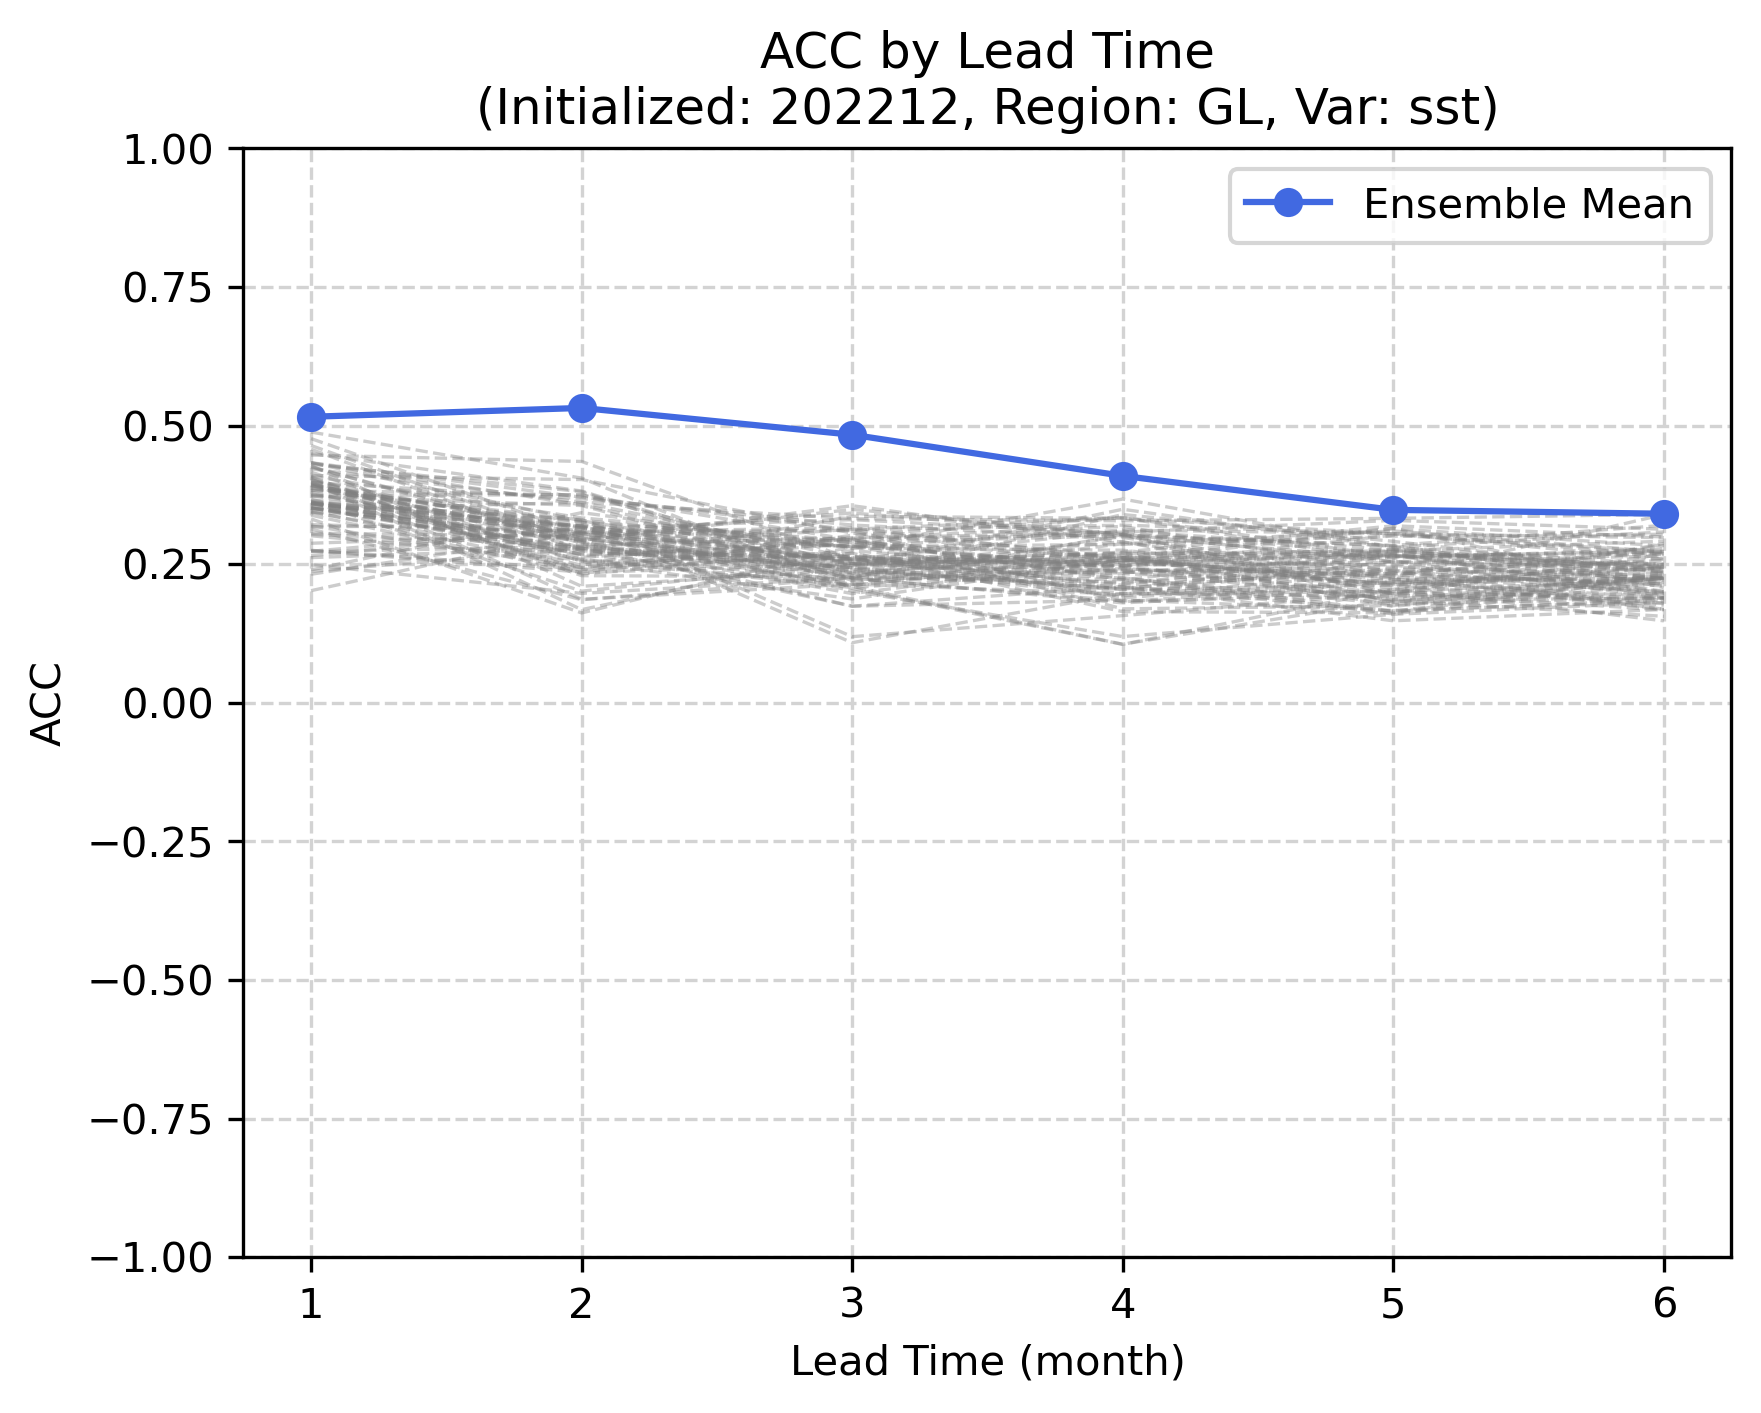 ACC by Lead Time
(Initialized: 202212, Region: GL, Var: sst)
1.00
0.75
0.50
0.25
0.00
−0.25
−0.50
−0.75
−1.00
ACC
Ensemble Mean
1 2 3 4 5 6
Lead Time (month)